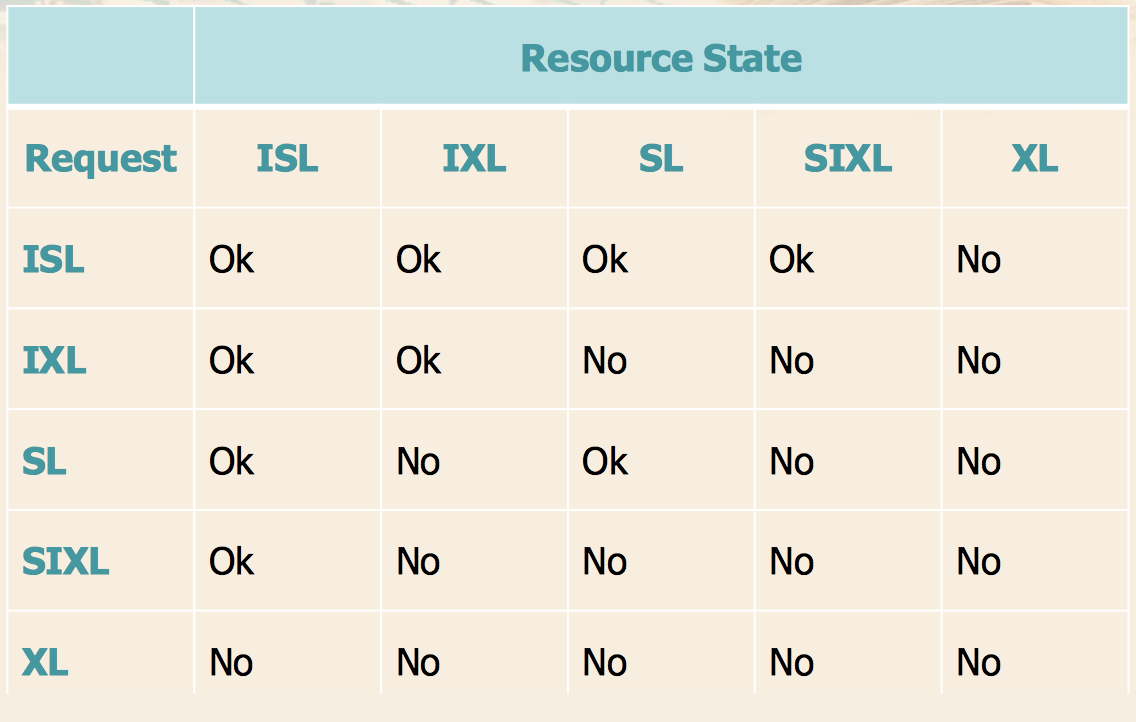 Resource State
Request ISL IXL SL SIXL XL
ISL Ok Ok Ok Ok No
IXL Ok Ok No No No
SL Ok No Ok No No
SIXL Ok No No No No
XL No No No No No